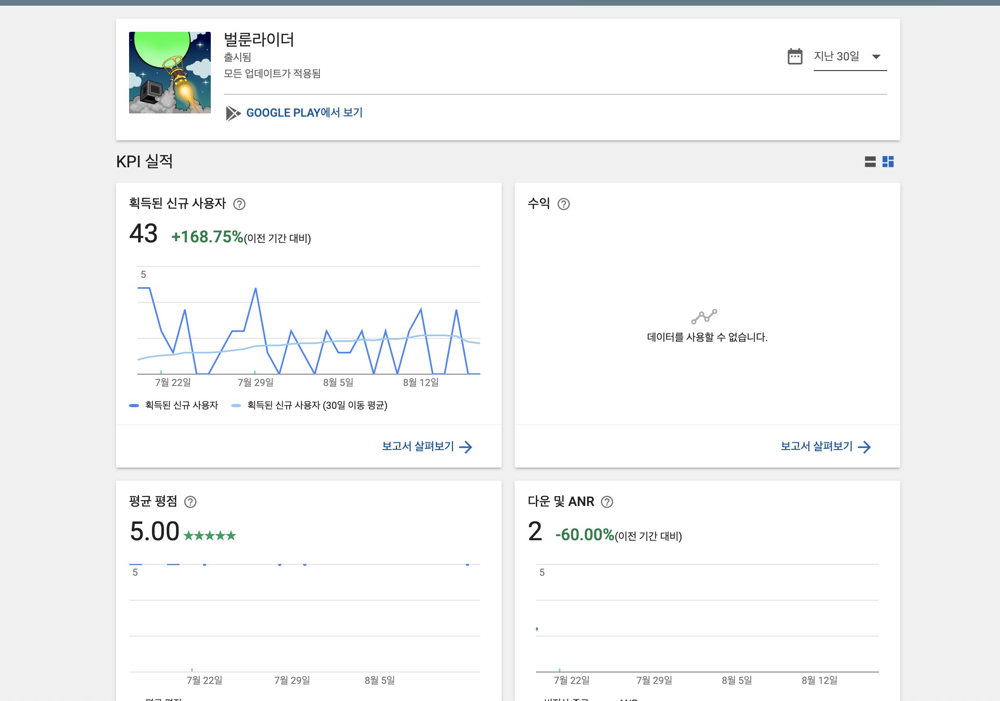 벌룬라이더
출시됨
모든 업데이트가 적용됨
지난 30일
GOOGLE PLAY에서 보기
KPI 실적
획득된 신규 사용자
43 +168.75%(이전 기간 대비)
5
7월 22일 7월 29일 8월 5일 8월 12일
획득된 신규 사용자 획득된 신규 사용자 (30일 이동 평균)
보고서 살펴보기
수익
데이터를 사용할 수 없습니다.
보고서 살펴보기
평균 평점
5.00
5
7월 22일 7월 29일 8월 5일
다운 및 ANR
2 -60.00%(이전 기간 대비)
5
7월 22일 7월 29일 8월 5일 8월 12일